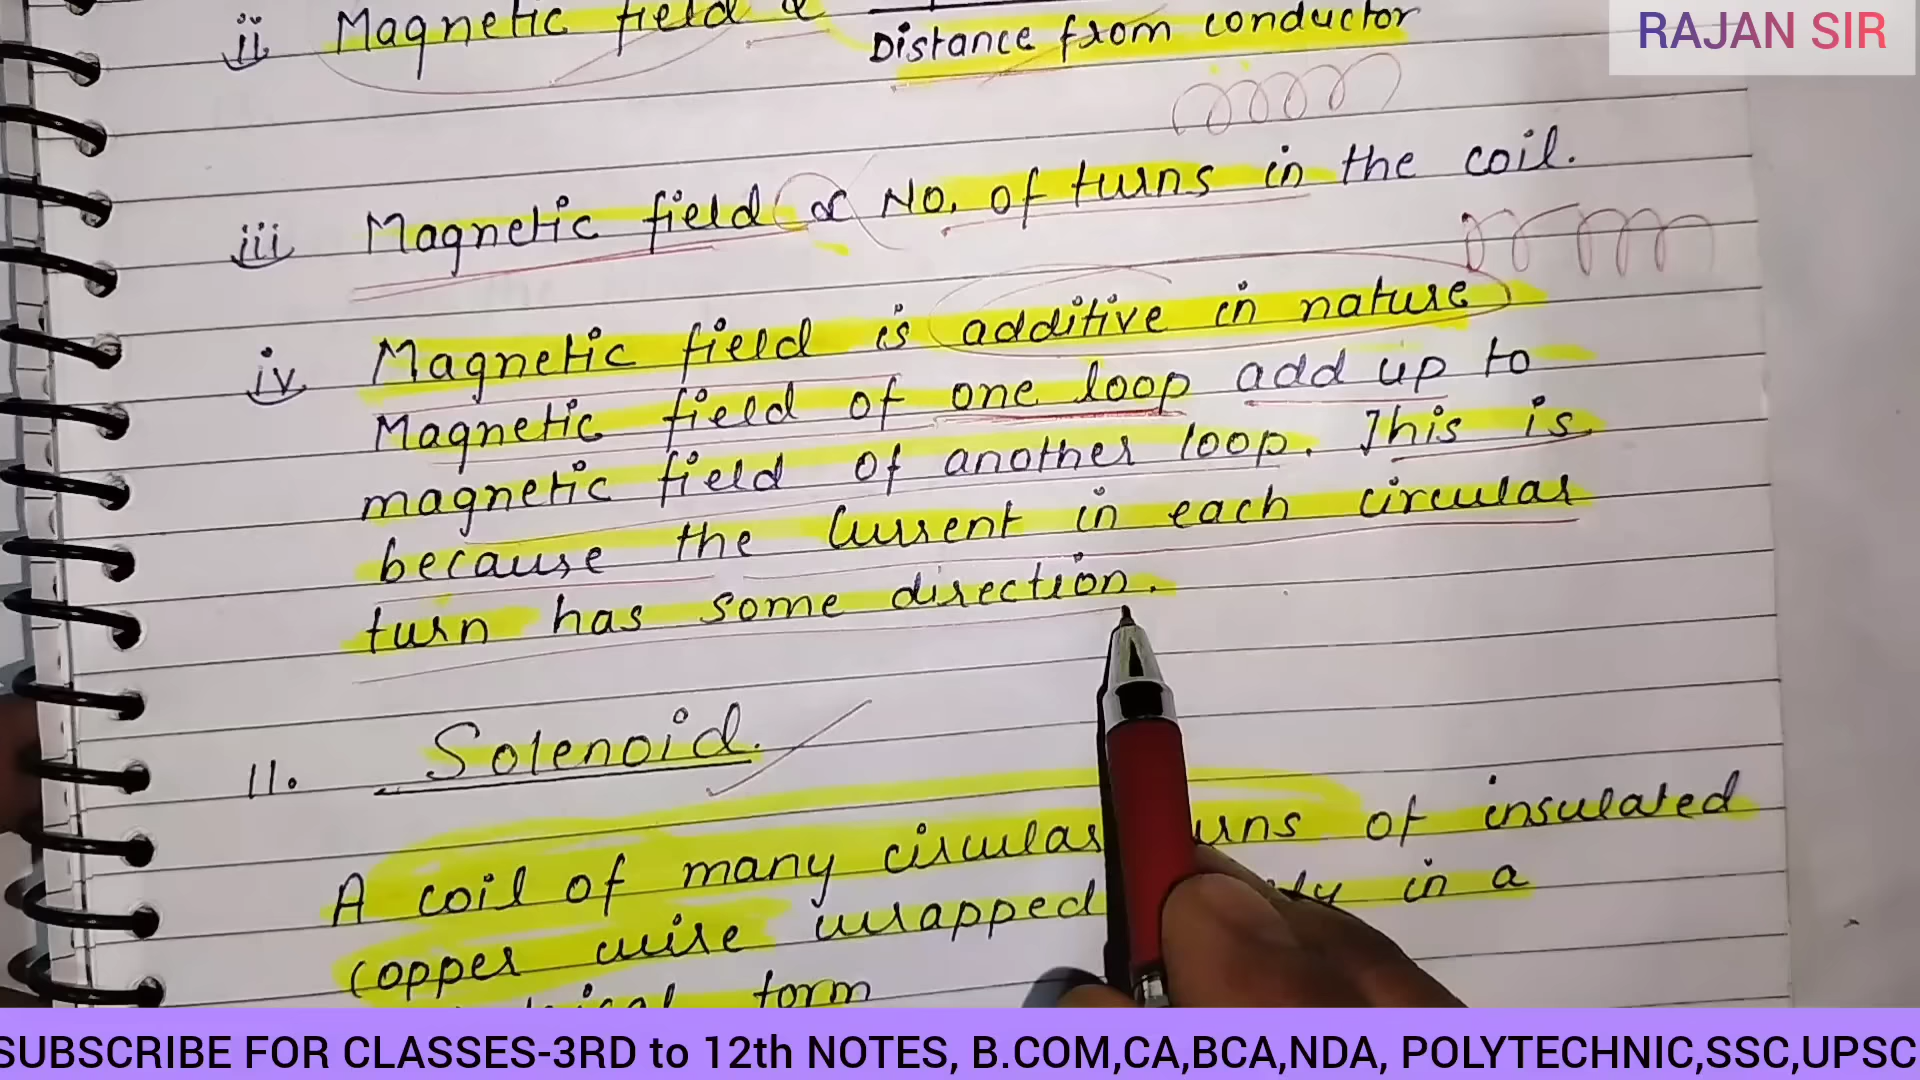 RAJAN SIR
ii Magnetic field α
Distance from conductor
iii Magnetic field α No. of turns in the coil.
iv Magnetic field is additive in nature
Magnetic field of one loop add up to
magnetic field of another loop. This is
because the Current in each circular
turn has some direction.
11. Solenoid.
A coil of many circular urns of insulated
copper wire wrapped in a
form
SUBSCRIBE FOR CLASSES-3RD to 12th NOTES, B.COM,CA,BCA,NDA, POLYTECHNIC,SSC,UPSC